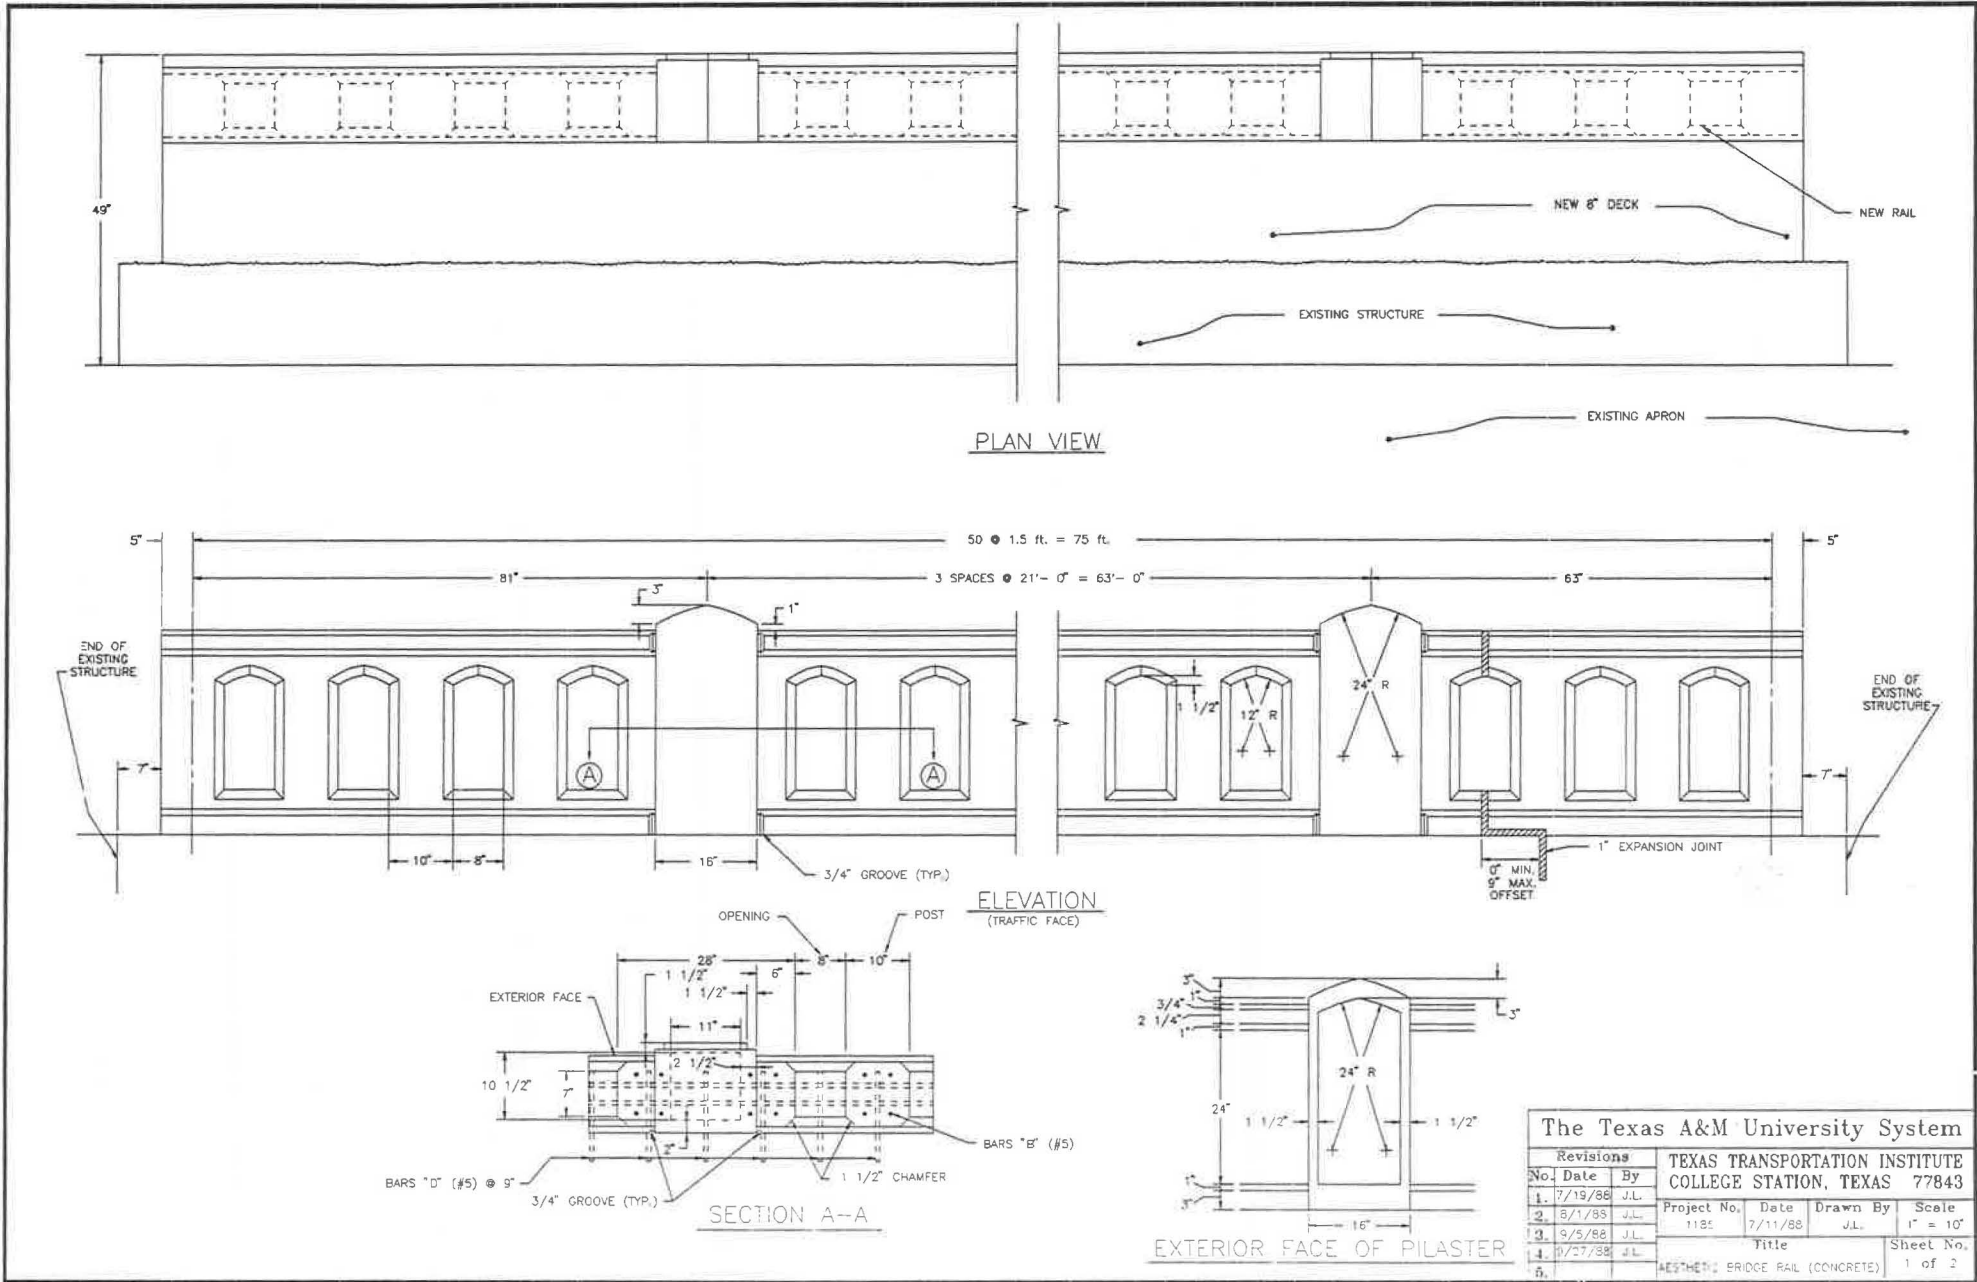 49"
NEW 8" DECK
NEW RAIL
EXISTING STRUCTURE
EXISTING APRON
PLAN VIEW
5"
50 @ 1.5 ft. = 75 ft.
5"
81"
3 SPACES @ 21'- 0" = 63'- 0"
63"
3"
1"
END OF
EXISTING
STRUCTURE
24" R
1 1/2"
12" R
END OF
EXISTING
STRUCTURE
7"
A
A
7"
10"
8"
16"
3/4" GROOVE (TYP.)
1" EXPANSION JOINT
0" MIN.
9" MAX.
OFFSET
ELEVATION
(TRAFFIC FACE)
OPENING
POST
28"
6"
8"
10"
1 1/2"
1 1/2"
EXTERIOR FACE
11"
2 1/2"
10 1/2"
7"
2"
BARS "B" (#5)
BARS "D" (#5) @ 9"
1 1/2" CHAMFER
3/4" GROOVE (TYP.)
SECTION A-A
3"
1"
3/4"
2 1/4"
1"
3"
24" R
24"
1 1/2"
1 1/2"
1"
3"
16"
EXTERIOR FACE OF PILASTER
The Texas A&M University System
Revisions
No. Date By
1. 7/19/88 J.L.
2. 8/1/88 J.L.
3. 9/5/88 J.L.
4. /27/88 J.L.
5.
TEXAS TRANSPORTATION INSTITUTE
COLLEGE STATION, TEXAS 77843
Project No. Date Drawn By Scale
7/11/88 J.L. 1" = 10"
Title Sheet No.
BRIDGE RAIL (CONCRETE) 1 of 2